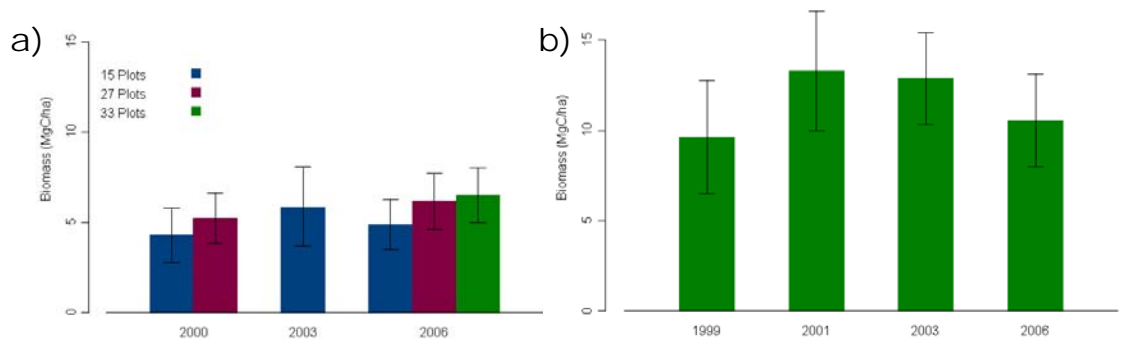 a)
15 Plots
27 Plots
33 Plots
Biomass (MgC/ha)
0
5
10
15
2000 2003 2006
b)
Biomass (MgC/ha)
0
5
10
15
1999 2001 2003 2006